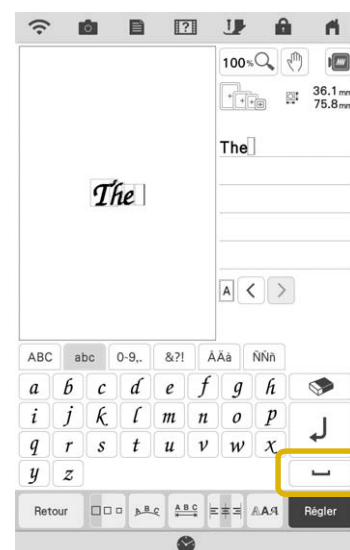 100%
36.1 mm
75.8 mm
The
The
A
ABC abc 0-9,. &?! ÄÃà ÑÑñ
a b c d e f g h
i j k l m n o p
q r s t u v w x
y z
Retour ABC ABC AAA Régler